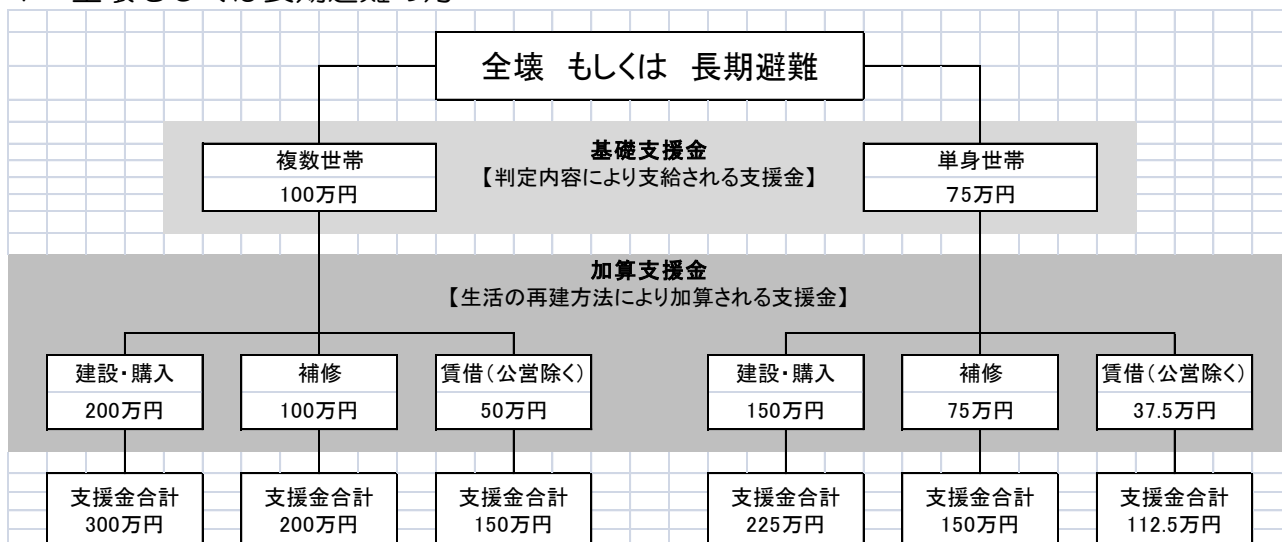 全壊 もしくは 長期避難
基礎支援金
【判定内容により支給される支援金】
複数世帯
100万円
単身世帯
75万円
加算支援金
【生活の再建方法により加算される支援金】
建設・購入
200万円
補修
100万円
賃借(公営除く)
50万円
建設・購入
150万円
補修
75万円
賃借(公営除く)
37.5万円
支援金合計
300万円
支援金合計
200万円
支援金合計
150万円
支援金合計
225万円
支援金合計
150万円
支援金合計
112.5万円